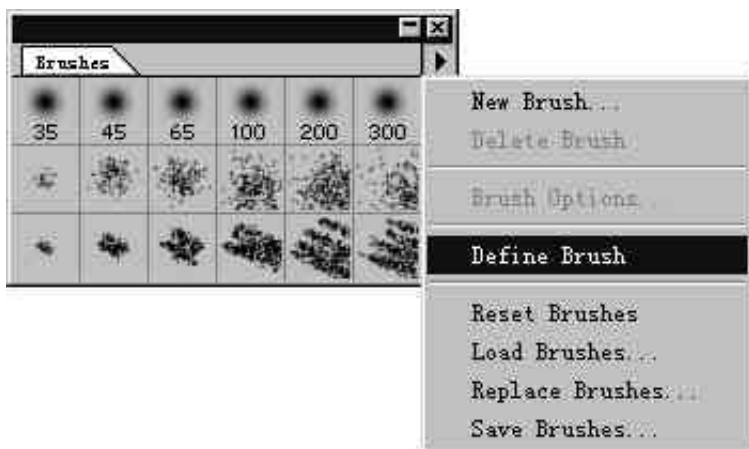 Brushes
35 45 65 100 200 300
New Brush...
Delete Brush
Brush Options...
Define Brush
Reset Brushes
Load Brushes...
Replace Brushes...
Save Brushes...